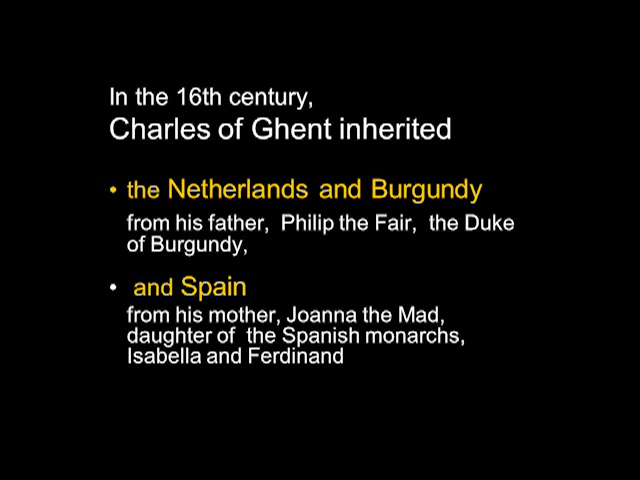 In the 16th century,
Charles of Ghent inherited
• the Netherlands and Burgundy
from his father, Philip the Fair, the Duke
of Burgundy,
• and Spain
from his mother, Joanna the Mad,
daughter of the Spanish monarchs,
Isabella and Ferdinand